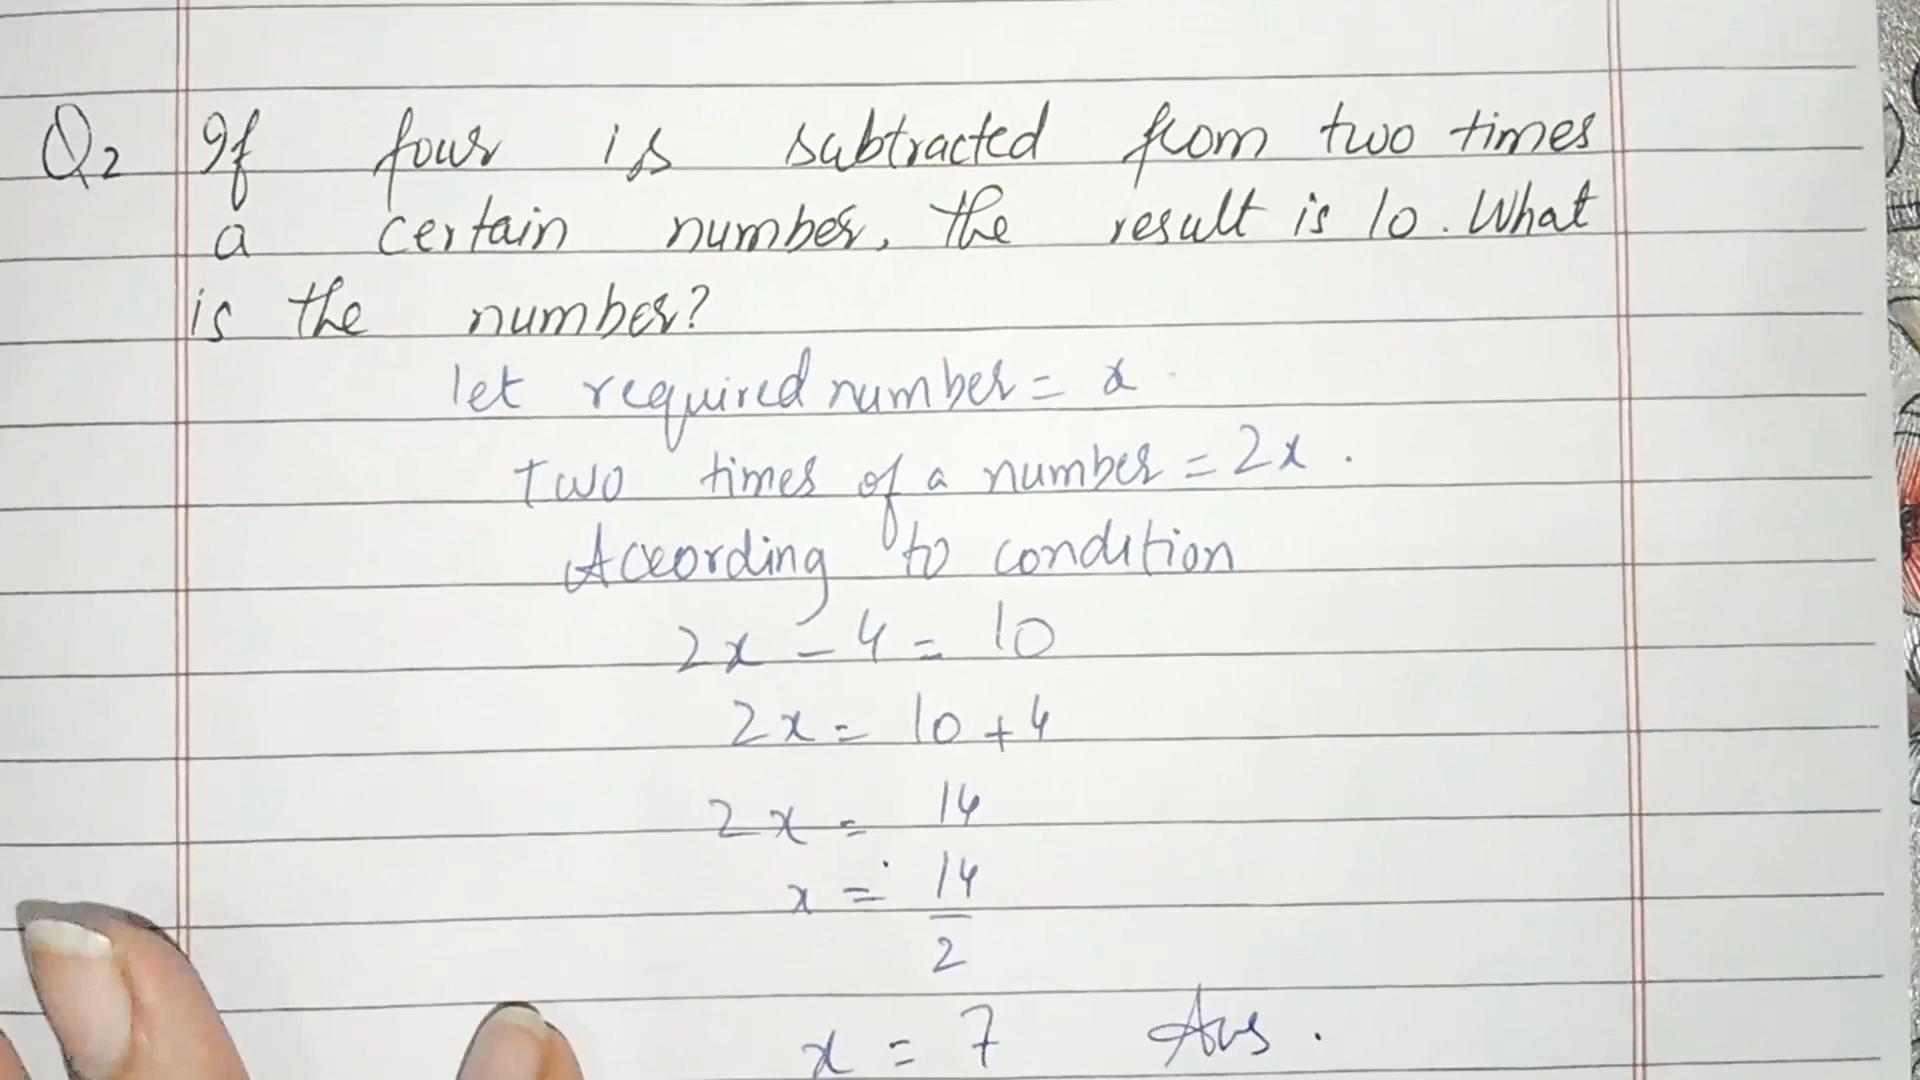 Q2 If four is subtracted from two times
a certain number, the result is 10. What
is the number?
let required number = x
two times of a number = 2x.
According to condition
2x - 4 = 10
2x = 10 + 4
2x = 14
x = 14
2
x = 7 Ans.